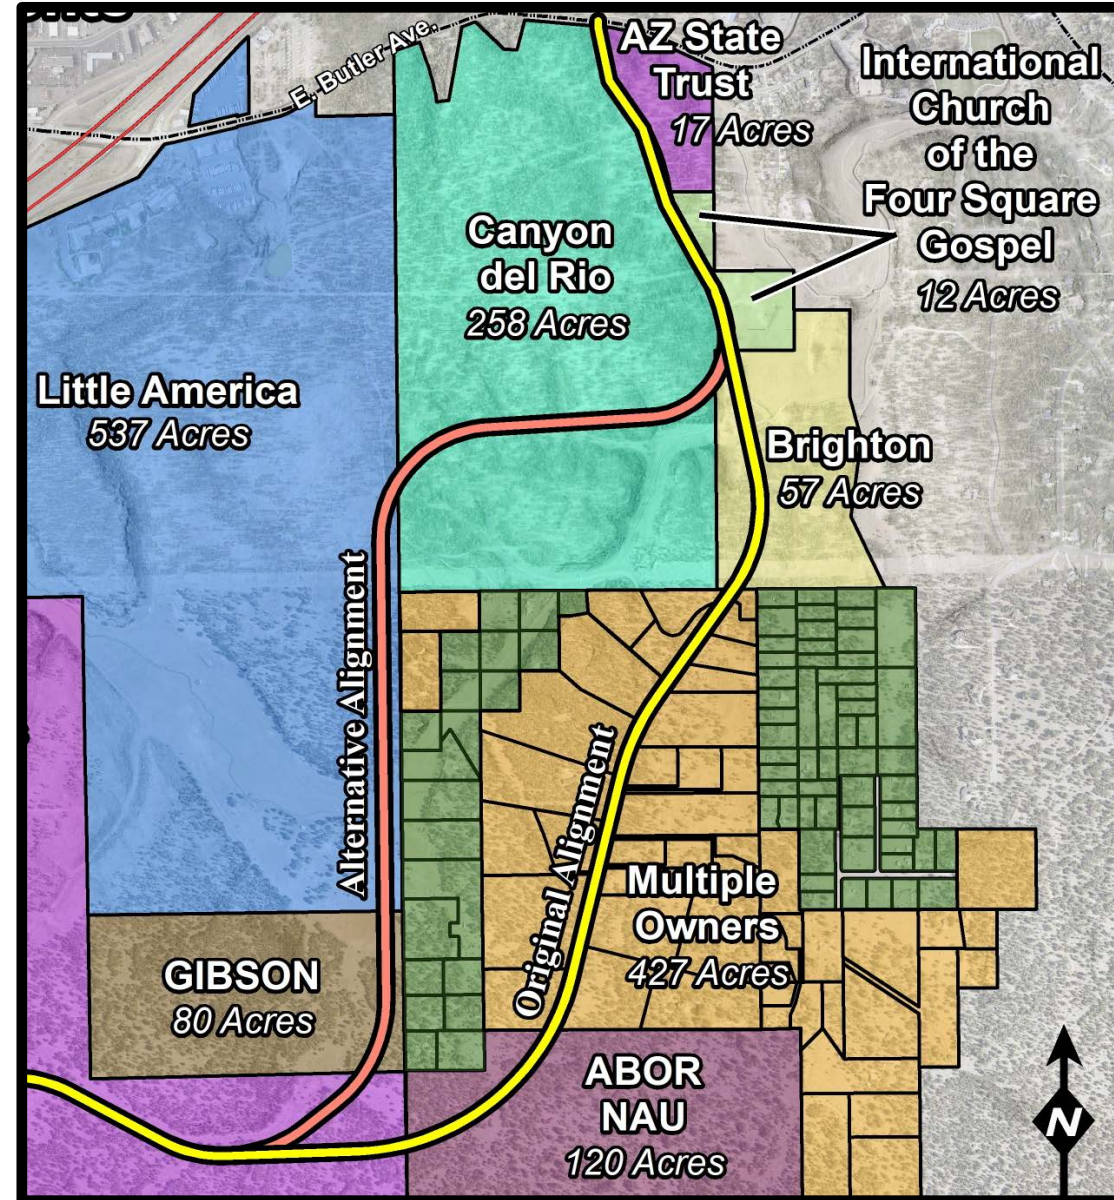 E. Butler Ave.
AZ State
Trust
17 Acres
International
Church
of the
Four Square
Gospel
12 Acres
Canyon
del Rio
258 Acres
Little America
537 Acres
Brighton
57 Acres
Alternative Alignment
Original Alignment
Multiple
Owners
427 Acres
GIBSON
80 Acres
ABOR
NAU
120 Acres
N